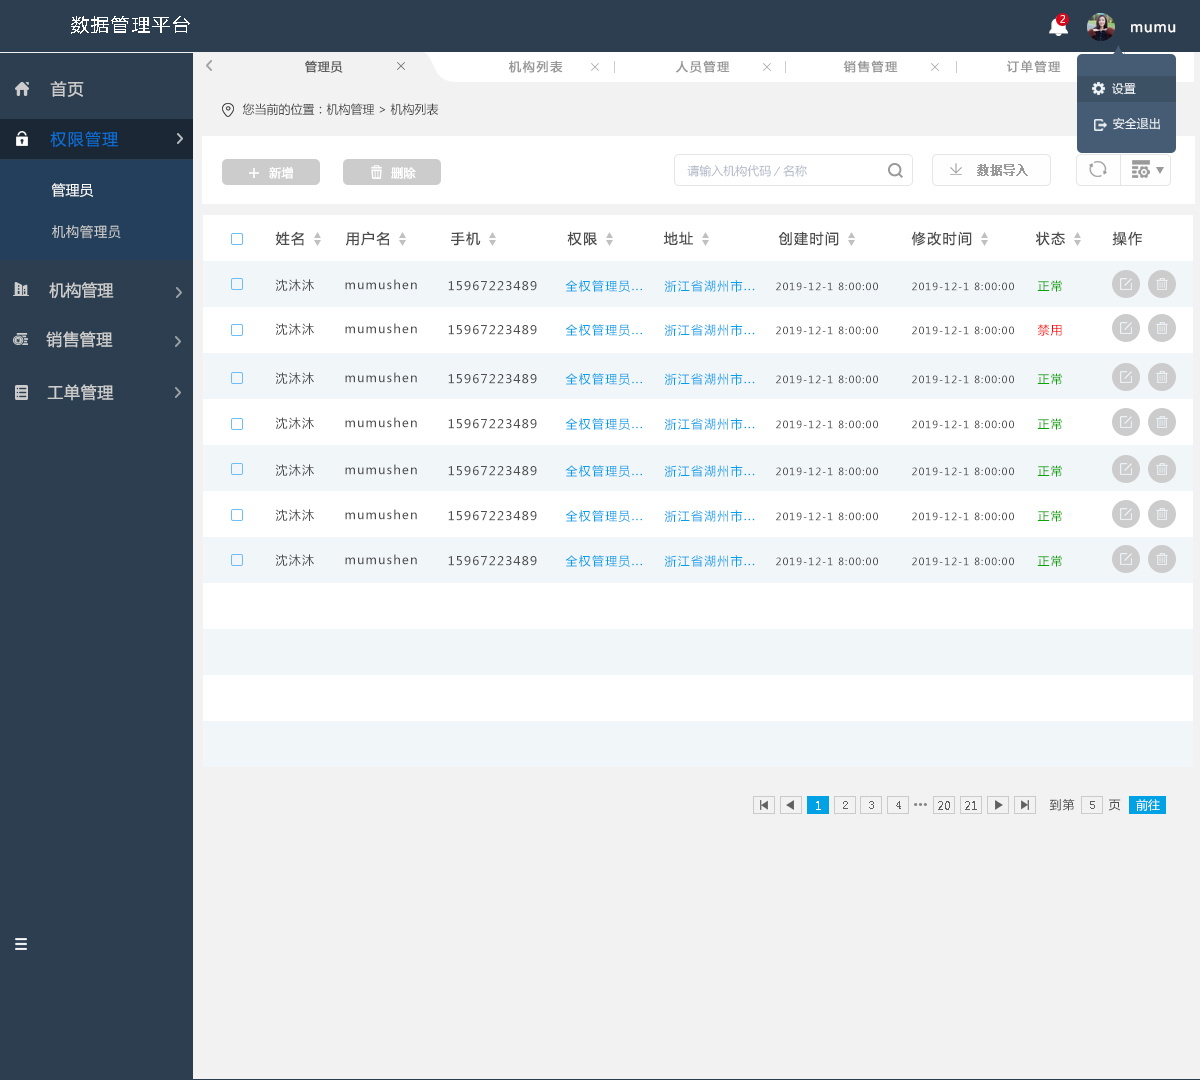 数据管理平台
2
mumu
管理员 机构列表 人员管理 销售管理 订单管理
设置
安全退出
首页
权限管理
管理员
机构管理员
机构管理
销售管理
工单管理
您当前的位置：机构管理 > 机构列表
新增 删除 请输入机构代码 / 名称 数据导入
姓名 用户名 手机 权限 地址 创建时间 修改时间 状态 操作
沈沐沐 mumushen 15967223489 全权管理员... 浙江省湖州市... 2019-12-1 8:00:00 2019-12-1 8:00:00 正常
沈沐沐 mumushen 15967223489 全权管理员... 浙江省湖州市... 2019-12-1 8:00:00 2019-12-1 8:00:00 禁用
沈沐沐 mumushen 15967223489 全权管理员... 浙江省湖州市... 2019-12-1 8:00:00 2019-12-1 8:00:00 正常
沈沐沐 mumushen 15967223489 全权管理员... 浙江省湖州市... 2019-12-1 8:00:00 2019-12-1 8:00:00 正常
沈沐沐 mumushen 15967223489 全权管理员... 浙江省湖州市... 2019-12-1 8:00:00 2019-12-1 8:00:00 正常
沈沐沐 mumushen 15967223489 全权管理员... 浙江省湖州市... 2019-12-1 8:00:00 2019-12-1 8:00:00 正常
沈沐沐 mumushen 15967223489 全权管理员... 浙江省湖州市... 2019-12-1 8:00:00 2019-12-1 8:00:00 正常
1 2 3 4 ••• 20 21 到第 5 页 前往